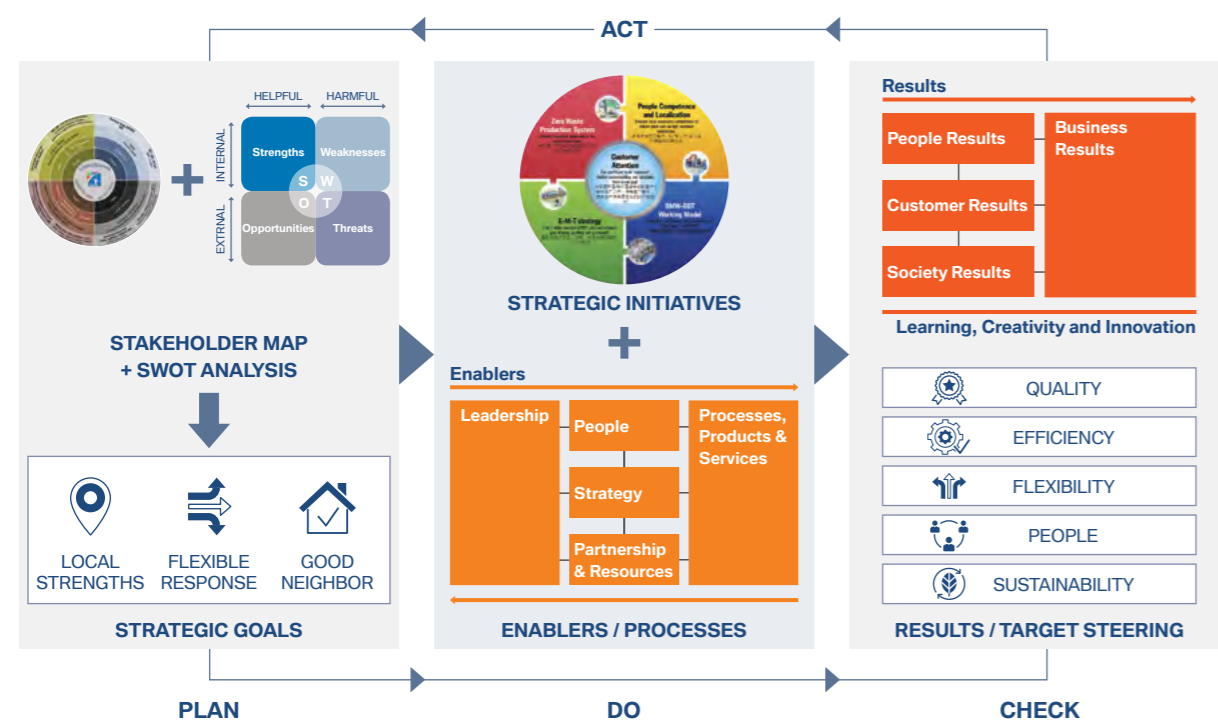 ACT
HELPFUL
HARMFUL
INTERNAL
EXTRNAL
Strengths
Weaknesses
S
W
O
T
Opportunities
Threats
STAKEHOLDER MAP
+ SWOT ANALYSIS
LOCAL
STRENGTHS
FLEXIBLE
RESPONSE
GOOD
NEIGHBOR
STRATEGIC GOALS
Zero Waste
Production System
People Competence
and Localization
Customer
Attention
E-M-T strategy
Working Model
STRATEGIC INITIATIVES
Enablers
Leadership
People
Strategy
Partnership
& Resources
Processes,
Products &
Services
ENABLERS / PROCESSES
Results
People Results
Customer Results
Society Results
Business
Results
Learning, Creativity and Innovation
QUALITY
EFFICIENCY
FLEXIBILITY
PEOPLE
SUSTAINABILITY
RESULTS / TARGET STEERING
PLAN
DO
CHECK